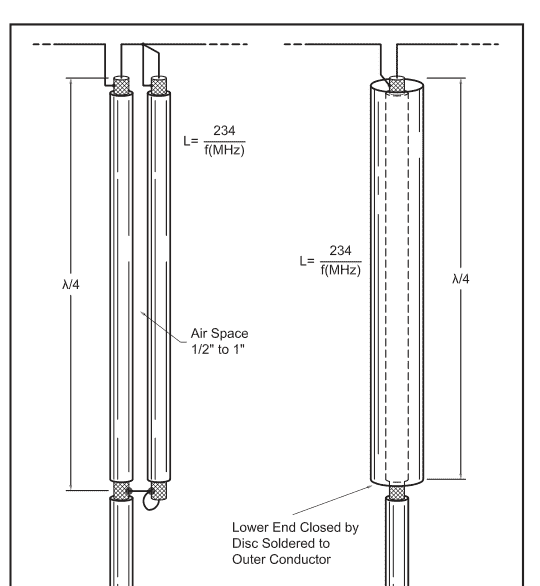 L= 234
f(MHz)
L= 234
f(MHz)
λ/4
λ/4
Air Space
1/2" to 1"
Lower End Closed by
Disc Soldered to
Outer Conductor